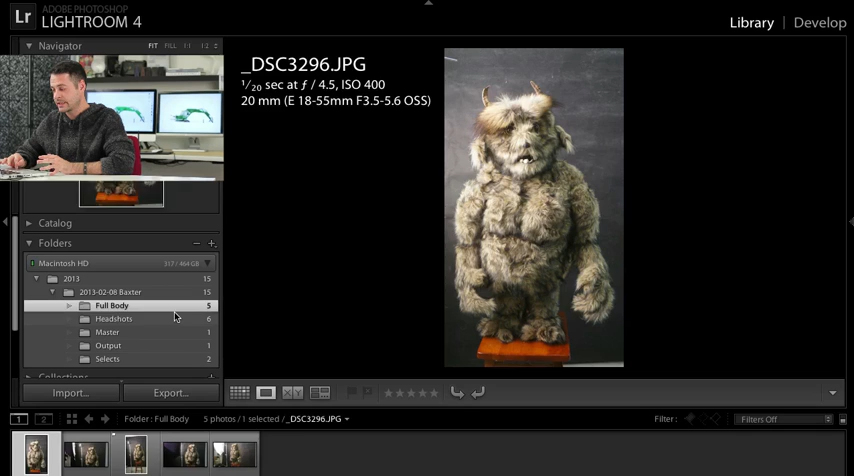 Lr ADOBE PHOTOSHOP
LIGHTROOM 4
Library | Develop
Navigator FIT FILL 1:1 1:2
_DSC3296.JPG
1/20 sec at ƒ / 4.5, ISO 400
20 mm (E 18-55mm F3.5-5.6 OSS)
Catalog
Folders
Macintosh HD 317 / 464 GB
2013 15
2013-02-08 Baxter 15
Full Body 5
Headshots 6
Master 1
Output 1
Selects 2
Collections
Import... Export...
XY
1 2 Folder : Full Body 5 photos / 1 selected / _DSC3296.JPG Filter : Filters Off